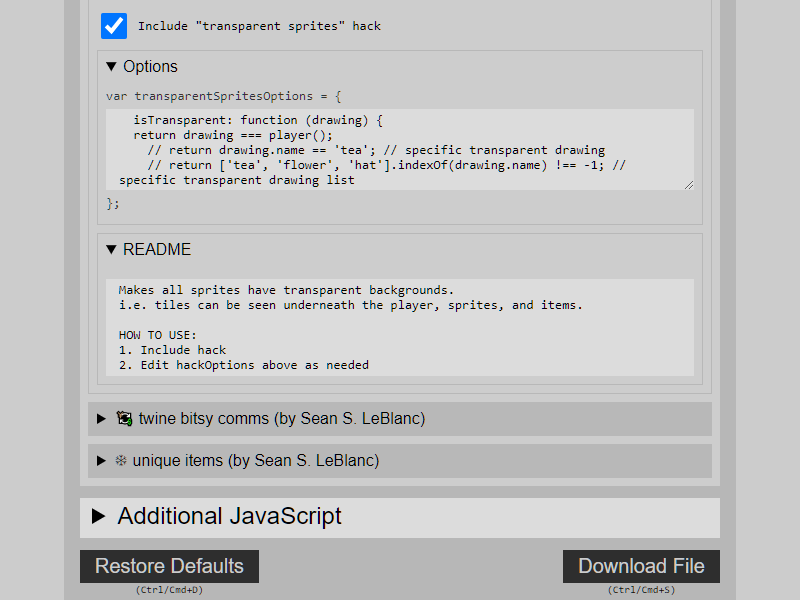 Include "transparent sprites" hack
▼ Options
var transparentSpritesOptions = {
isTransparent: function (drawing) {
return drawing === player();
// return drawing.name == 'tea'; // specific transparent drawing
// return ['tea', 'flower', 'hat'].indexOf(drawing.name) !== -1; //
specific transparent drawing list
};
▼ README
Makes all sprites have transparent backgrounds.
i.e. tiles can be seen underneath the player, sprites, and items.
HOW TO USE:
1. Include hack
2. Edit hackOptions above as needed
▶ twine bitsy comms (by Sean S. LeBlanc)
▶ ❄ unique items (by Sean S. LeBlanc)
▶ Additional JavaScript
Restore Defaults
(Ctrl/Cmd+D)
Download File
(Ctrl/Cmd+S)